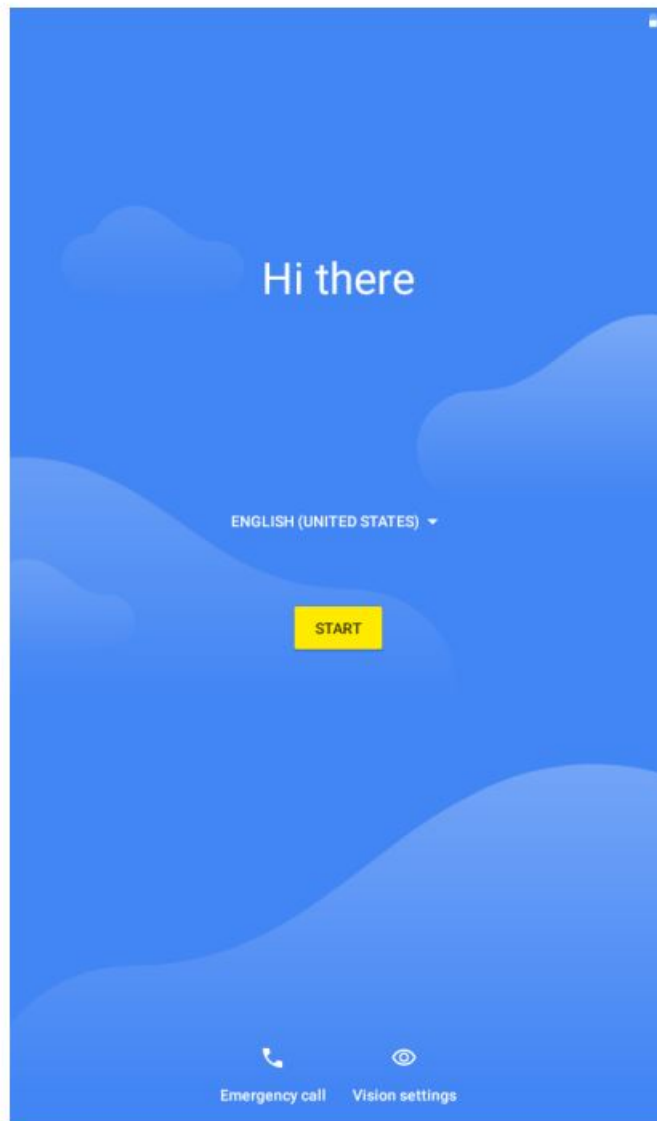 Hi there
ENGLISH (UNITED STATES)
START
Emergency call Vision settings